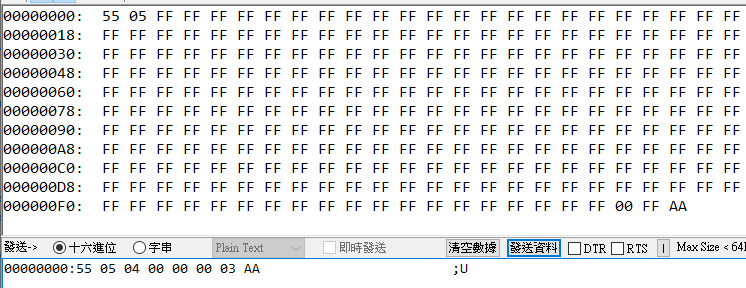 00000000: 55 05 FF FF FF FF FF FF FF FF FF FF FF FF FF FF FF FF FF FF FF FF FF FF
00000018: FF FF FF FF FF FF FF FF FF FF FF FF FF FF FF FF FF FF FF FF FF FF FF FF
00000030: FF FF FF FF FF FF FF FF FF FF FF FF FF FF FF FF FF FF FF FF FF FF FF FF
00000048: FF FF FF FF FF FF FF FF FF FF FF FF FF FF FF FF FF FF FF FF FF FF FF FF
00000060: FF FF FF FF FF FF FF FF FF FF FF FF FF FF FF FF FF FF FF FF FF FF FF FF
00000078: FF FF FF FF FF FF FF FF FF FF FF FF FF FF FF FF FF FF FF FF FF FF FF FF
00000090: FF FF FF FF FF FF FF FF FF FF FF FF FF FF FF FF FF FF FF FF FF FF FF FF
000000A8: FF FF FF FF FF FF FF FF FF FF FF FF FF FF FF FF FF FF FF FF FF FF FF FF
000000C0: FF FF FF FF FF FF FF FF FF FF FF FF FF FF FF FF FF FF FF FF FF FF FF FF
000000D8: FF FF FF FF FF FF FF FF FF FF FF FF FF FF FF FF FF FF FF FF FF FF FF FF
000000F0: FF FF FF FF FF FF FF FF FF FF FF FF FF FF FF FF FF FF FF 00 FF AA
發送-> 十六進位 字串 Plain Text 即時發送 清空數據 發送資料 DTR RTS | Max Size < 64
00000000:55 05 04 00 00 00 03 AA ;U